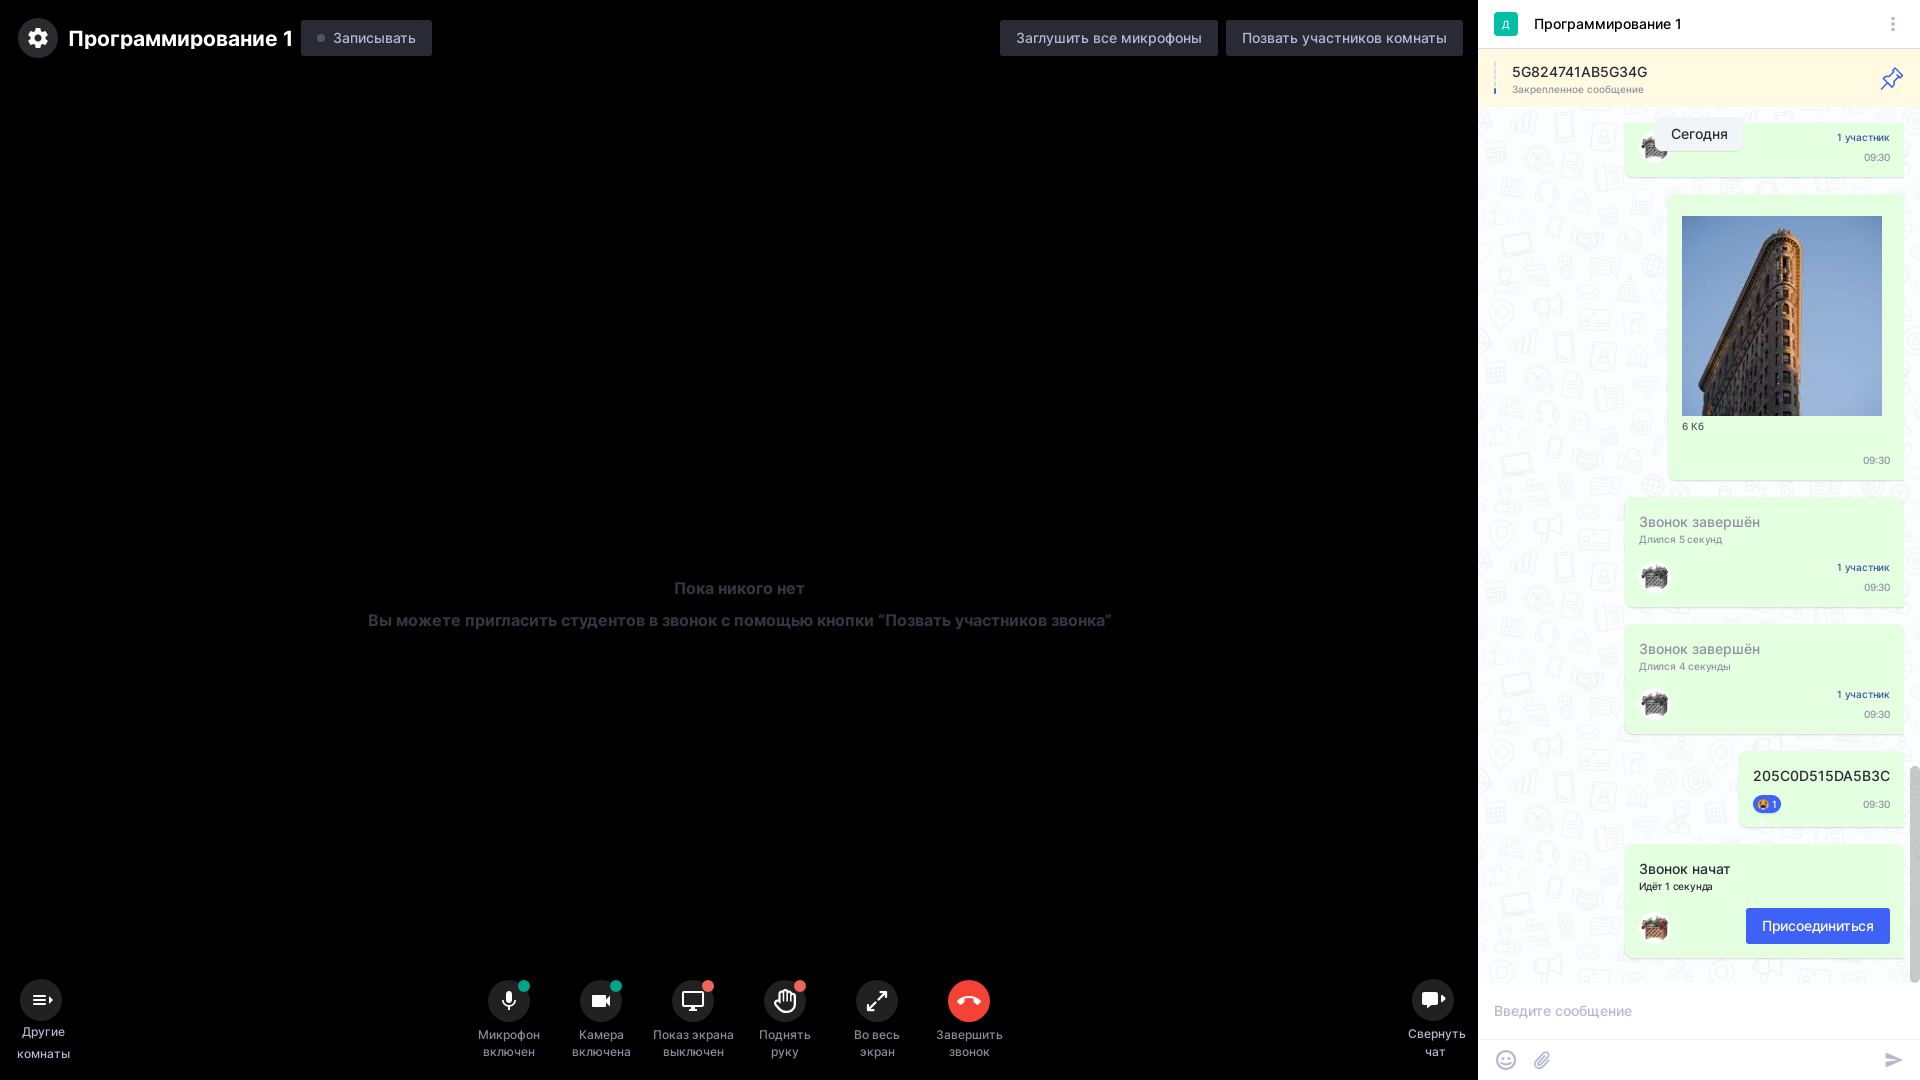 Программирование 1
Записывать
Заглушить все микрофоны
Позвать участников комнаты
Пока никого нет
Вы можете пригласить студентов в звонок с помощью кнопки “Позвать участников звонка”
Другие
комнаты
Микрофон
включен
Камера
включена
Показ экрана
выключен
Поднять
руку
Во весь
экран
Завершить
звонок
Свернуть
чат
Д
Программирование 1
5G824741AB5G34G
Закрепленное сообщение
Сегодня
1 участник
09:30
6 Кб
09:30
Звонок завершён
Длился 5 секунд
1 участник
09:30
Звонок завершён
Длился 4 секунды
1 участник
09:30
205C0D515DA5B3C
1
09:30
Звонок начат
Идёт 1 секунда
Присоединиться
Введите сообщение